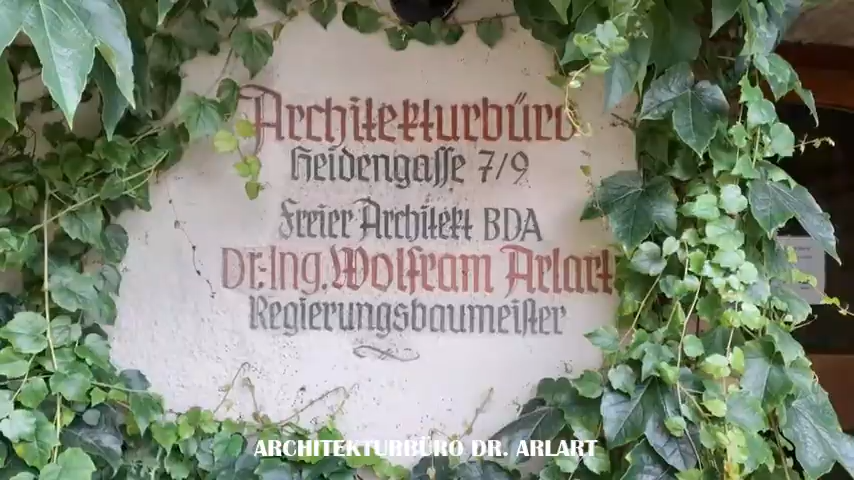 Architekturbüro
Heidengasse 7/9
Freier Architekt BDA
Dr.-Ing. Wolfram Arlart
Regierungsbaumeister
ARCHITEKTURBÜRO DR. ARLART